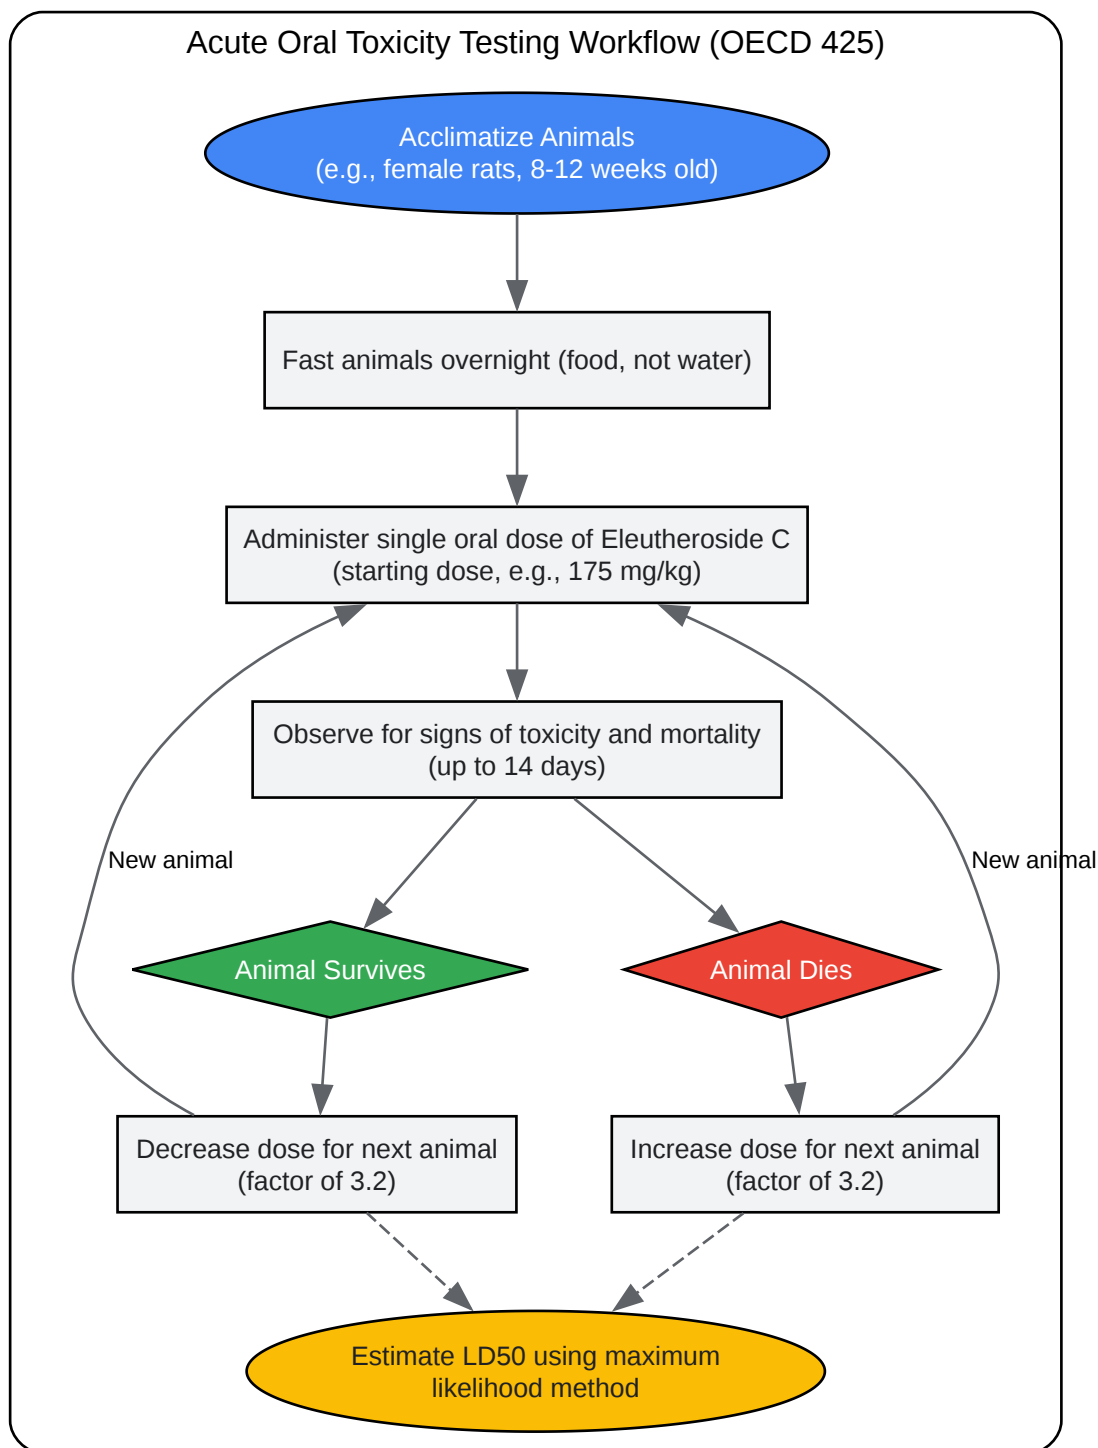 Acute Oral Toxicity Testing Workflow (OECD 425)
Acclimatize Animals
(e.g., female rats, 8-12 weeks old)
Fast animals overnight (food, not water)
Administer single oral dose of Eleutheroside C
(starting dose, e.g., 175 mg/kg)
Observe for signs of toxicity and mortality
(up to 14 days)
New animal
New animal
Animal Survives
Animal Dies
Decrease dose for next animal
(factor of 3.2)
Increase dose for next animal
(factor of 3.2)
Estimate LD50 using maximum
likelihood method